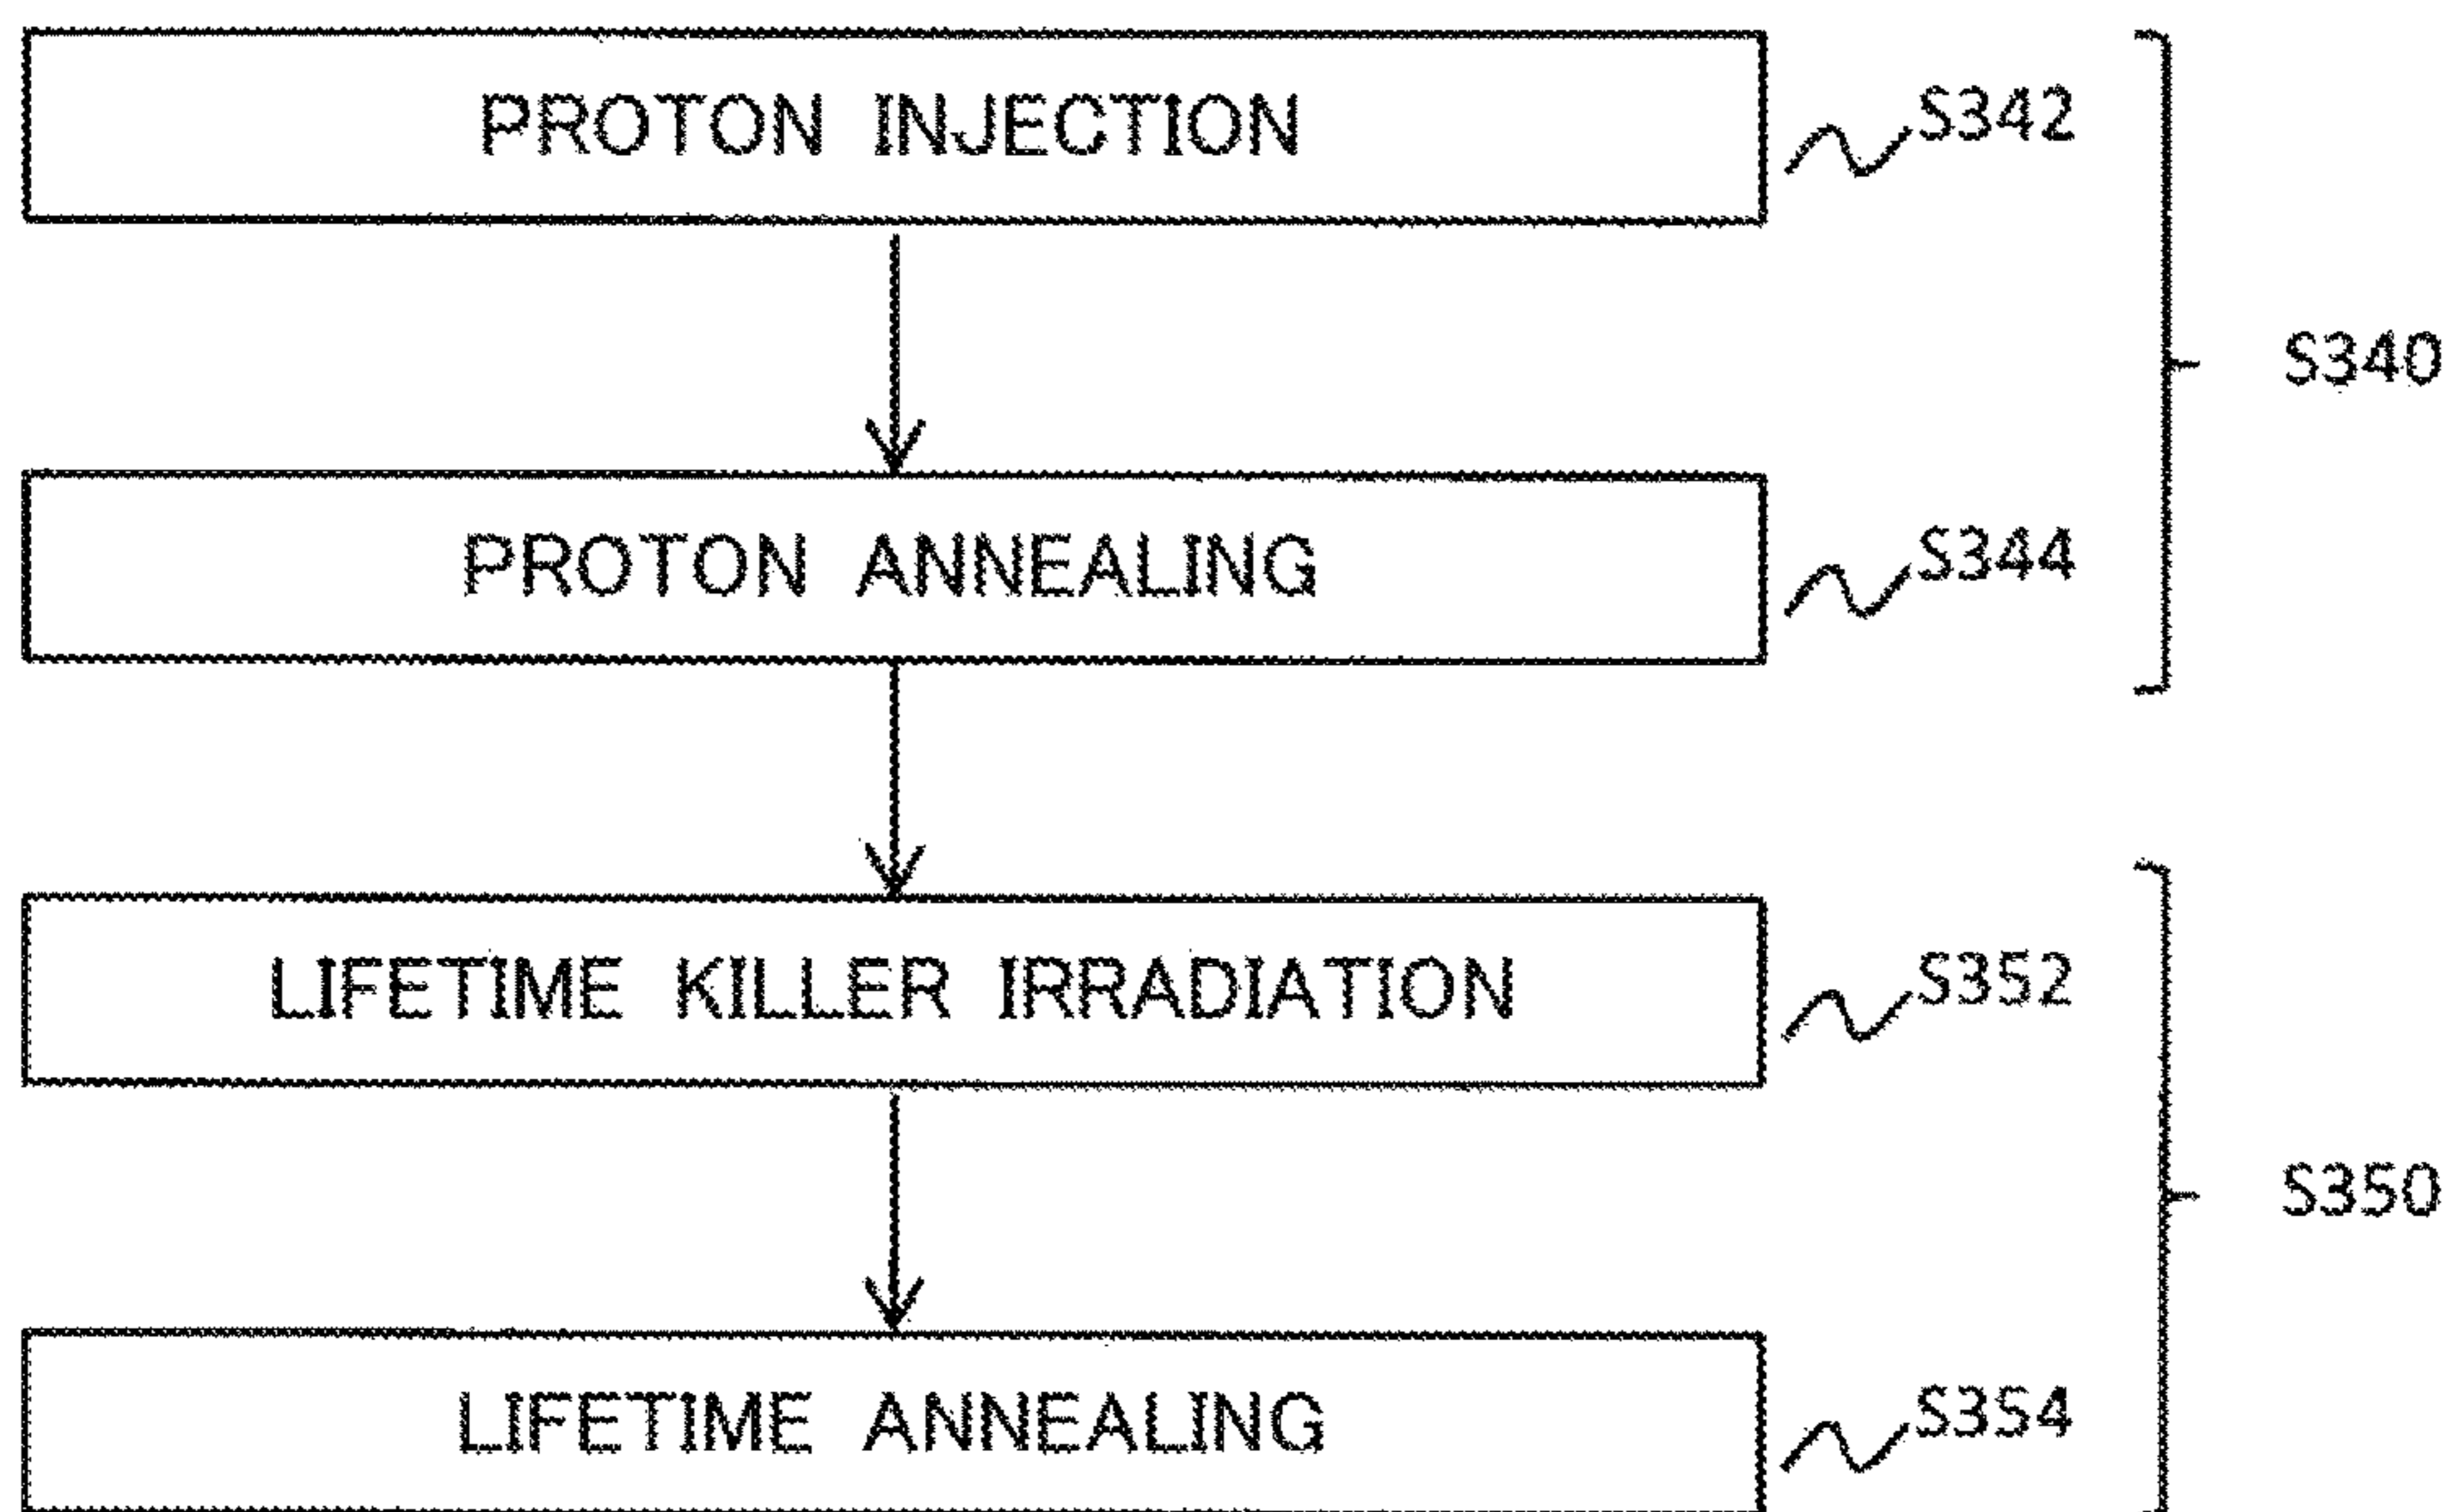 PROTON INJECTION
S342
S340
PROTON ANNEALING
S344
LIFETIME KILLER IRRADIATION
S352
S350
LIFETIME ANNEALING
S354